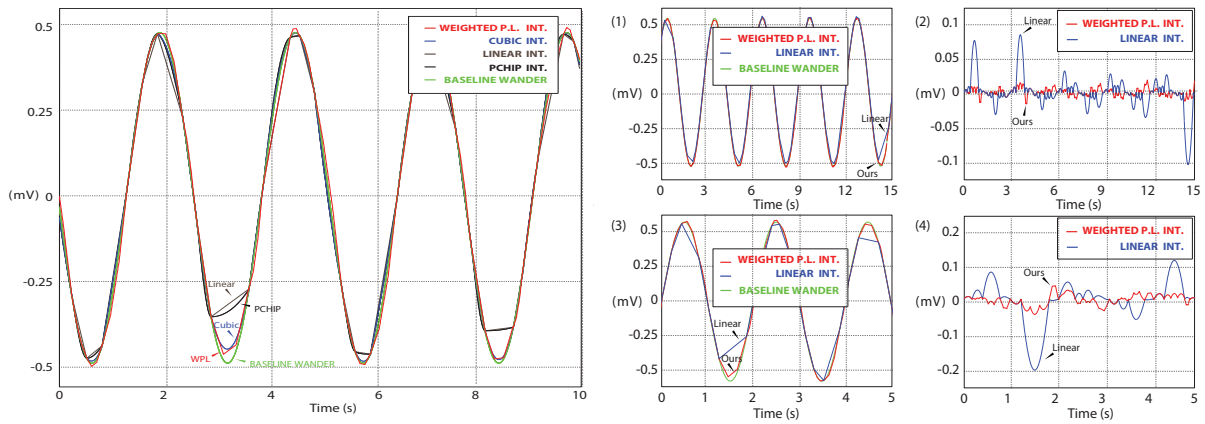 0.5
0.25
(mV)
0
-0.25
-0.5
WEIGHTED P.L. INT.
CUBIC INT.
LINEAR INT.
PCHIP INT.
BASELINE WANDER
Linear
PCHIP
Cubic
WPL
BASELINE WANDER
0 2 4 6 8 10
Time (s)
(1)
0.5
0.25
(mV)
0
-0.25
-0.5
WEIGHTED P.L. INT.
LINEAR INT.
BASELINE WANDER
Linear
Ours
0 3 6 9 12 15
Time (s)
(2)
0.1
0.05
(mV) 0
-0.05
-0.1
WEIGHTED P.L. INT.
LINEAR INT.
Linear
Ours
0 3 6 9 12 15
Time (s)
(3)
0.5
0.25
(mV) 0
-0.25
-0.5
WEIGHTED P.L. INT.
LINEAR INT.
BASELINE WANDER
Linear
Ours
0 1 2 3 4 5
Time (s)
(4)
0.2
0.1
(mV) 0
-0.1
-0.2
WEIGHTED P.L. INT.
LINEAR INT.
Ours
Linear
0 1 2 3 4 5
Time (s)